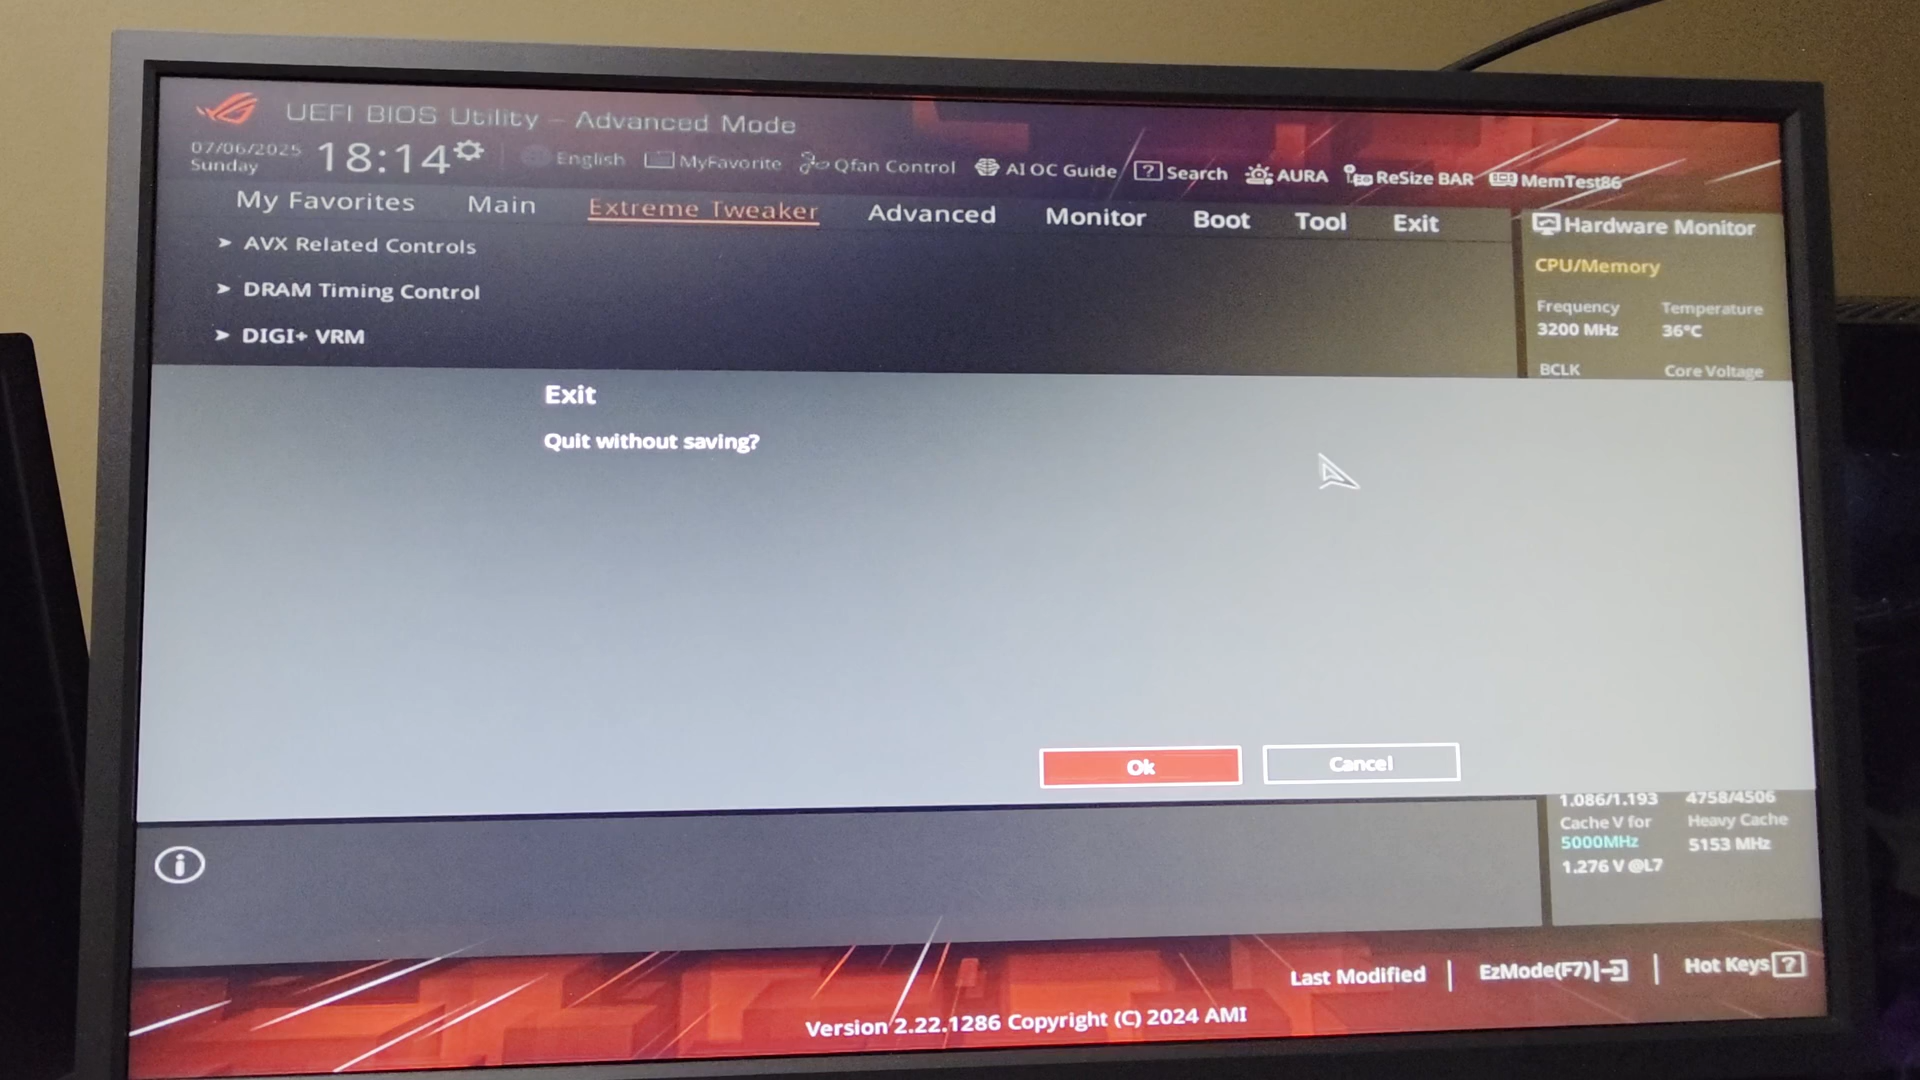 UEFI BIOS Utility – Advanced Mode
07/06/2025
Sunday
18:14
English
MyFavorite
Qfan Control
AI OC Guide
? Search
AURA
ReSize BAR
MemTest86
My Favorites
Main
Extreme Tweaker
Advanced
Monitor
Boot
Tool
Exit
Hardware Monitor
AVX Related Controls
DRAM Timing Control
DIGI+ VRM
CPU/Memory
Frequency Temperature
3200 MHz 36°C
BCLK Core Voltage
Exit
Quit without saving?
Ok
Cancel
1.086/1.193 4758/4506
Cache V for Heavy Cache
5000MHz 5153 MHz
1.276 V @L7
Last Modified | EzMode(F7) | Hot Keys ?
Version 2.22.1286 Copyright (C) 2024 AMI